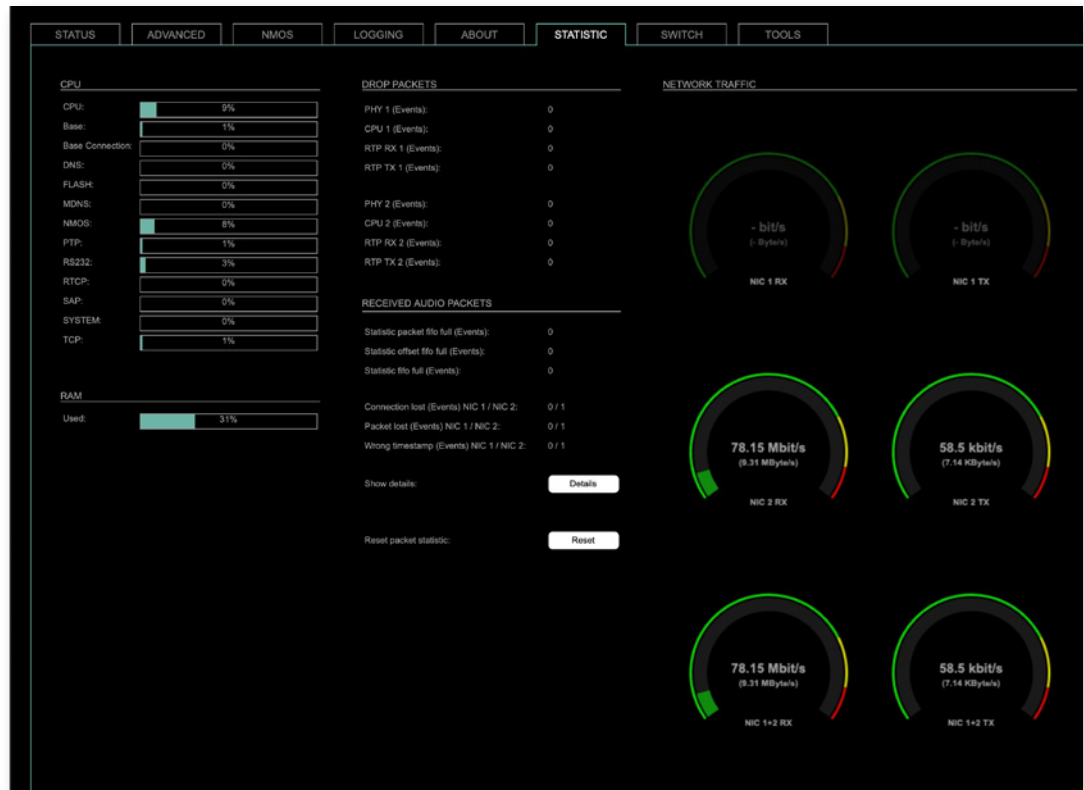 STATUS ADVANCED NMOS LOGGING ABOUT STATISTIC SWITCH TOOLS
CPU
CPU: 9%
Base: 1%
Base Connection: 0%
DNS: 0%
FLASH: 0%
MDNS: 0%
NMOS: 8%
PTP: 1%
RS232: 3%
RTCP: 0%
SAP: 0%
SYSTEM: 0%
TCP: 1%
RAM
Used: 31%
DROP PACKETS
PHY 1 (Events): 0
CPU 1 (Events): 0
RTP RX 1 (Events): 0
RTP TX 1 (Events): 0
PHY 2 (Events): 0
CPU 2 (Events): 0
RTP RX 2 (Events): 0
RTP TX 2 (Events): 0
RECEIVED AUDIO PACKETS
Statistic packet fifo full (Events): 0
Statistic offset fifo full (Events): 0
Statistic fifo full (Events): 0
Connection lost (Events) NIC 1 / NIC 2: 0 / 1
Packet lost (Events) NIC 1 / NIC 2: 0 / 1
Wrong timestamp (Events) NIC 1 / NIC 2: 0 / 1
Show details: Details
Reset packet statistic: Reset
NETWORK TRAFFIC
- bit/s - bit/s
(- Byte/s) (- Byte/s)
NIC 1 RX NIC 1 TX
78.15 Mbit/s 58.5 kbit/s
(9.31 MByte/s) (7.14 KByte/s)
NIC 2 RX NIC 2 TX
78.15 Mbit/s 58.5 kbit/s
(9.31 MByte/s) (7.14 KByte/s)
NIC 1+2 RX NIC 1+2 TX